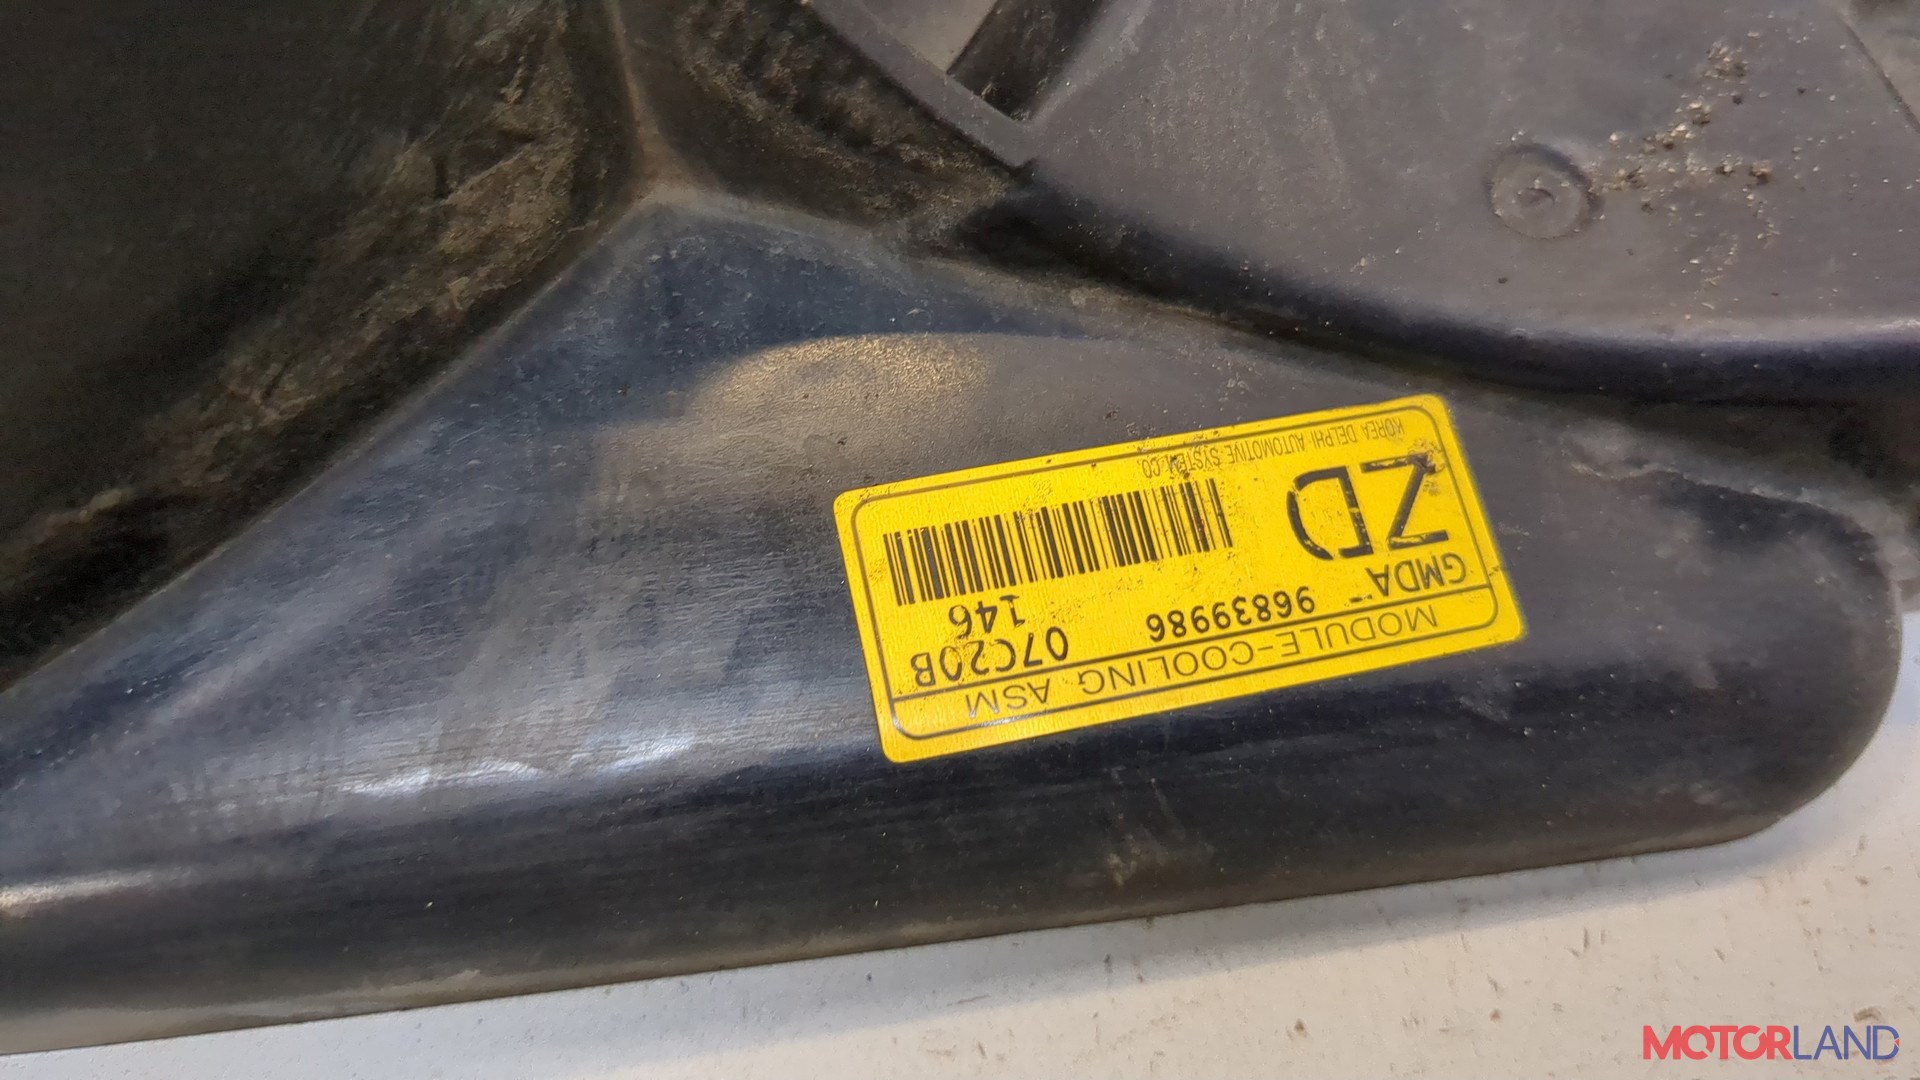 MODULE-COOLING ASM
GMDA- 96839986 07C20B
ZD 146
KOREA DELPHI AUTOMOTIVE SYSTEM CO.
MOTORLAND